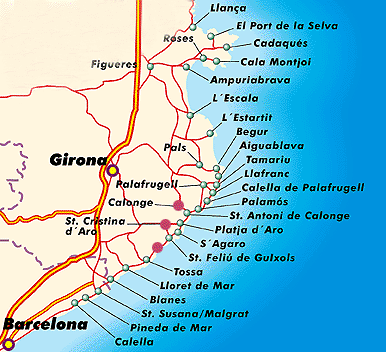 Llança
El Port de la Selva
Roses
Cadaqués
Figueres
Cala Montjoi
Ampuriabrava
L´Escala
L´Estartit
Begur
Pals
Aiguablava
Girona
Tamariu
Llafranc
Palafrugell
Calella de Palafrugell
Calonge
Palamós
St. Antoni de Calonge
St. Cristina
d´Aro
Platja d´Aro
S´Agaro
St. Feliú de Guíxols
Tossa
Lloret de Mar
Blanes
St. Susana/Malgrat
Barcelona
Pineda de Mar
Calella